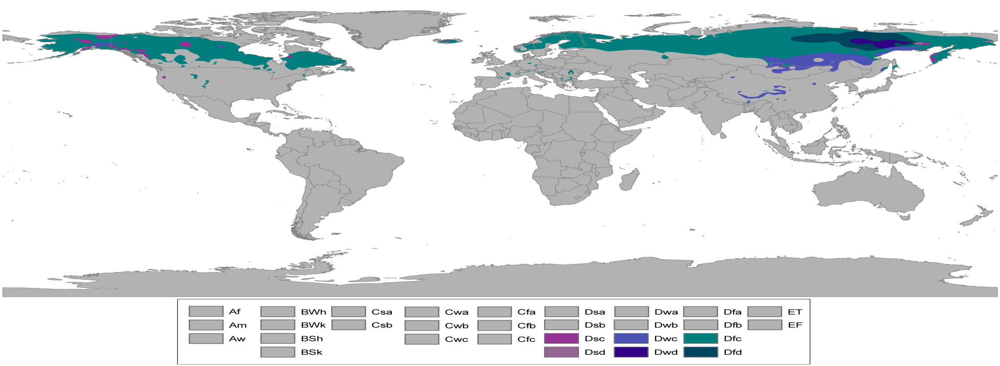 Af BWh Csa Cwa Cfa Dsa Dwa Dfa ET
Am BWk Csb Cwb Cfb Dsb Dwb Dfb EF
Aw BSh Cwc Cfc Dsc Dwc Dfc
BSk Dsd Dwd Dfd